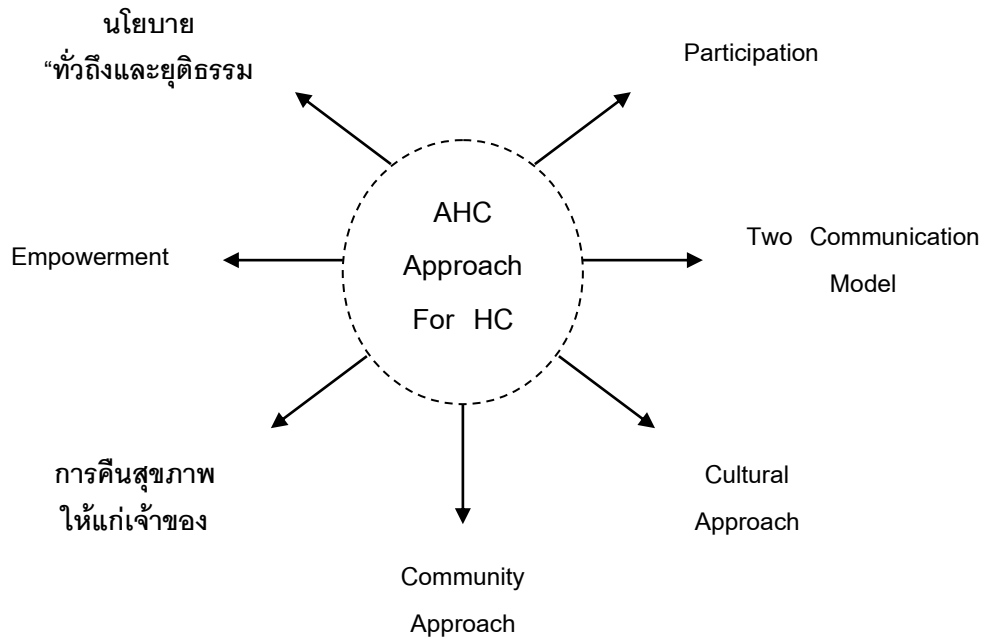 นโยบาย
“ทั่วถึงและยุติธรรม
Participation
AHC
Approach
For HC
Empowerment
Two Communication
Model
การคืนสุขภาพ
ให้แก่เจ้าของ
Cultural
Approach
Community
Approach